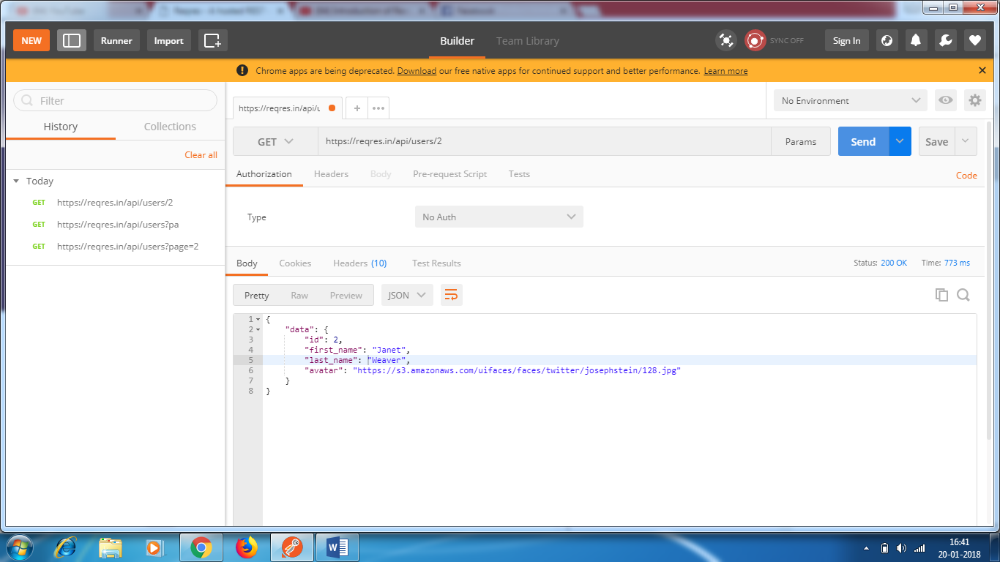 NEW Runner Import Builder Team Library SYNC OFF Sign In
Chrome apps are being deprecated. Download our free native apps for continued support and better performance. Learn more
Filter
History Collections
Clear all
Today
GET https://reqres.in/api/users/2
GET https://reqres.in/api/users?pa
GET https://reqres.in/api/users?page=2
https://reqres.in/api/u
No Environment
GET https://reqres.in/api/users/2 Params Send Save
Authorization Headers Body Pre-request Script Tests Code
Type No Auth
Body Cookies Headers (10) Test Results Status: 200 OK Time: 773 ms
Pretty Raw Preview JSON
1 {
2 "data": {
3 "id": 2,
4 "first_name": "Janet",
5 "last_name": "Weaver",
6 "avatar": "https://s3.amazonaws.com/uifaces/faces/twitter/josephstein/128.jpg"
7 }
8 }
16:41
20-01-2018